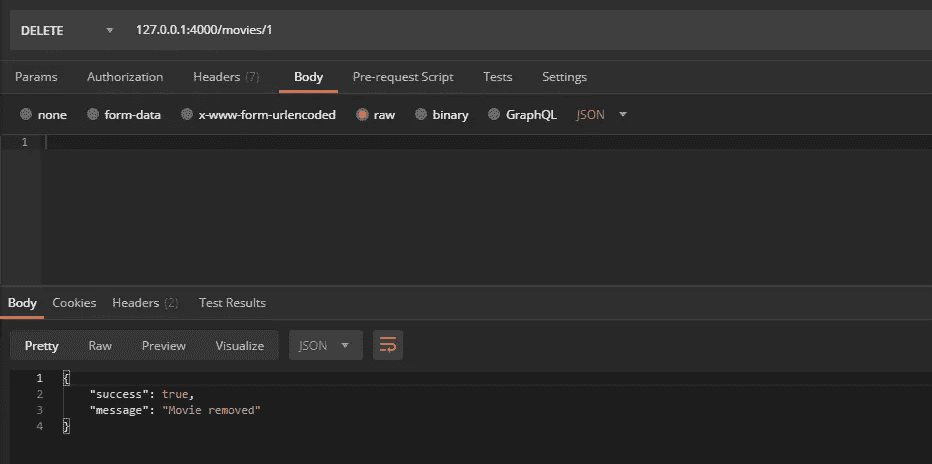 DELETE 127.0.0.1:4000/movies/1
Params Authorization Headers (7) Body Pre-request Script Tests Settings
none form-data x-www-form-urlencoded raw binary GraphQL JSON
1
Body Cookies Headers (2) Test Results
Pretty Raw Preview Visualize JSON
1 {
2 "success": true,
3 "message": "Movie removed"
4 }